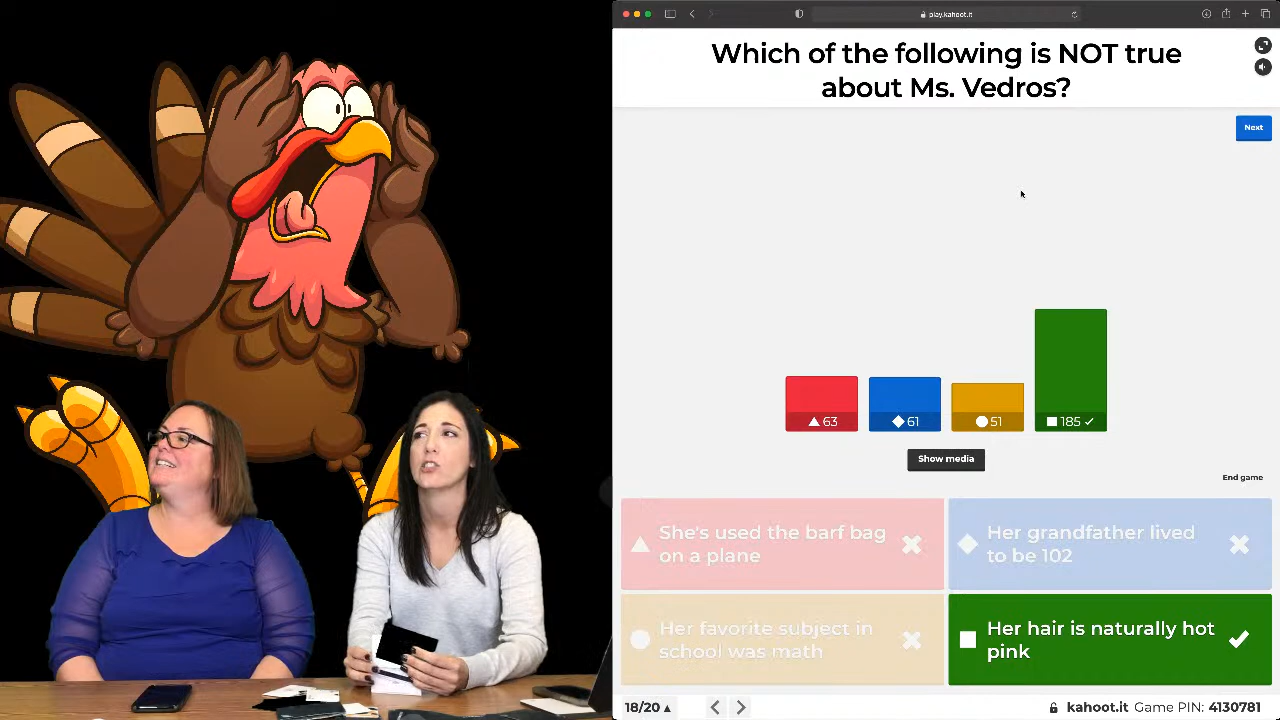 play.kahoot.it
Which of the following is NOT true
about Ms. Vedros?
Next
63
61
51
185
Show media
End game
She's used the barf bag
on a plane
Her grandfather lived
to be 102
Her favorite subject in
school was math
Her hair is naturally hot
pink
18/20
kahoot.it Game PIN: 4130781